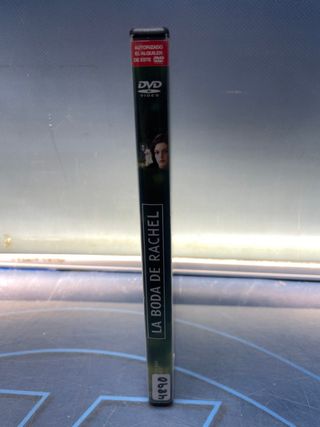 AUTORIZADO
EL ALQUILER
DE ESTE DVD
DVD
VIDEO
LA BODA DE RACHEL
4890